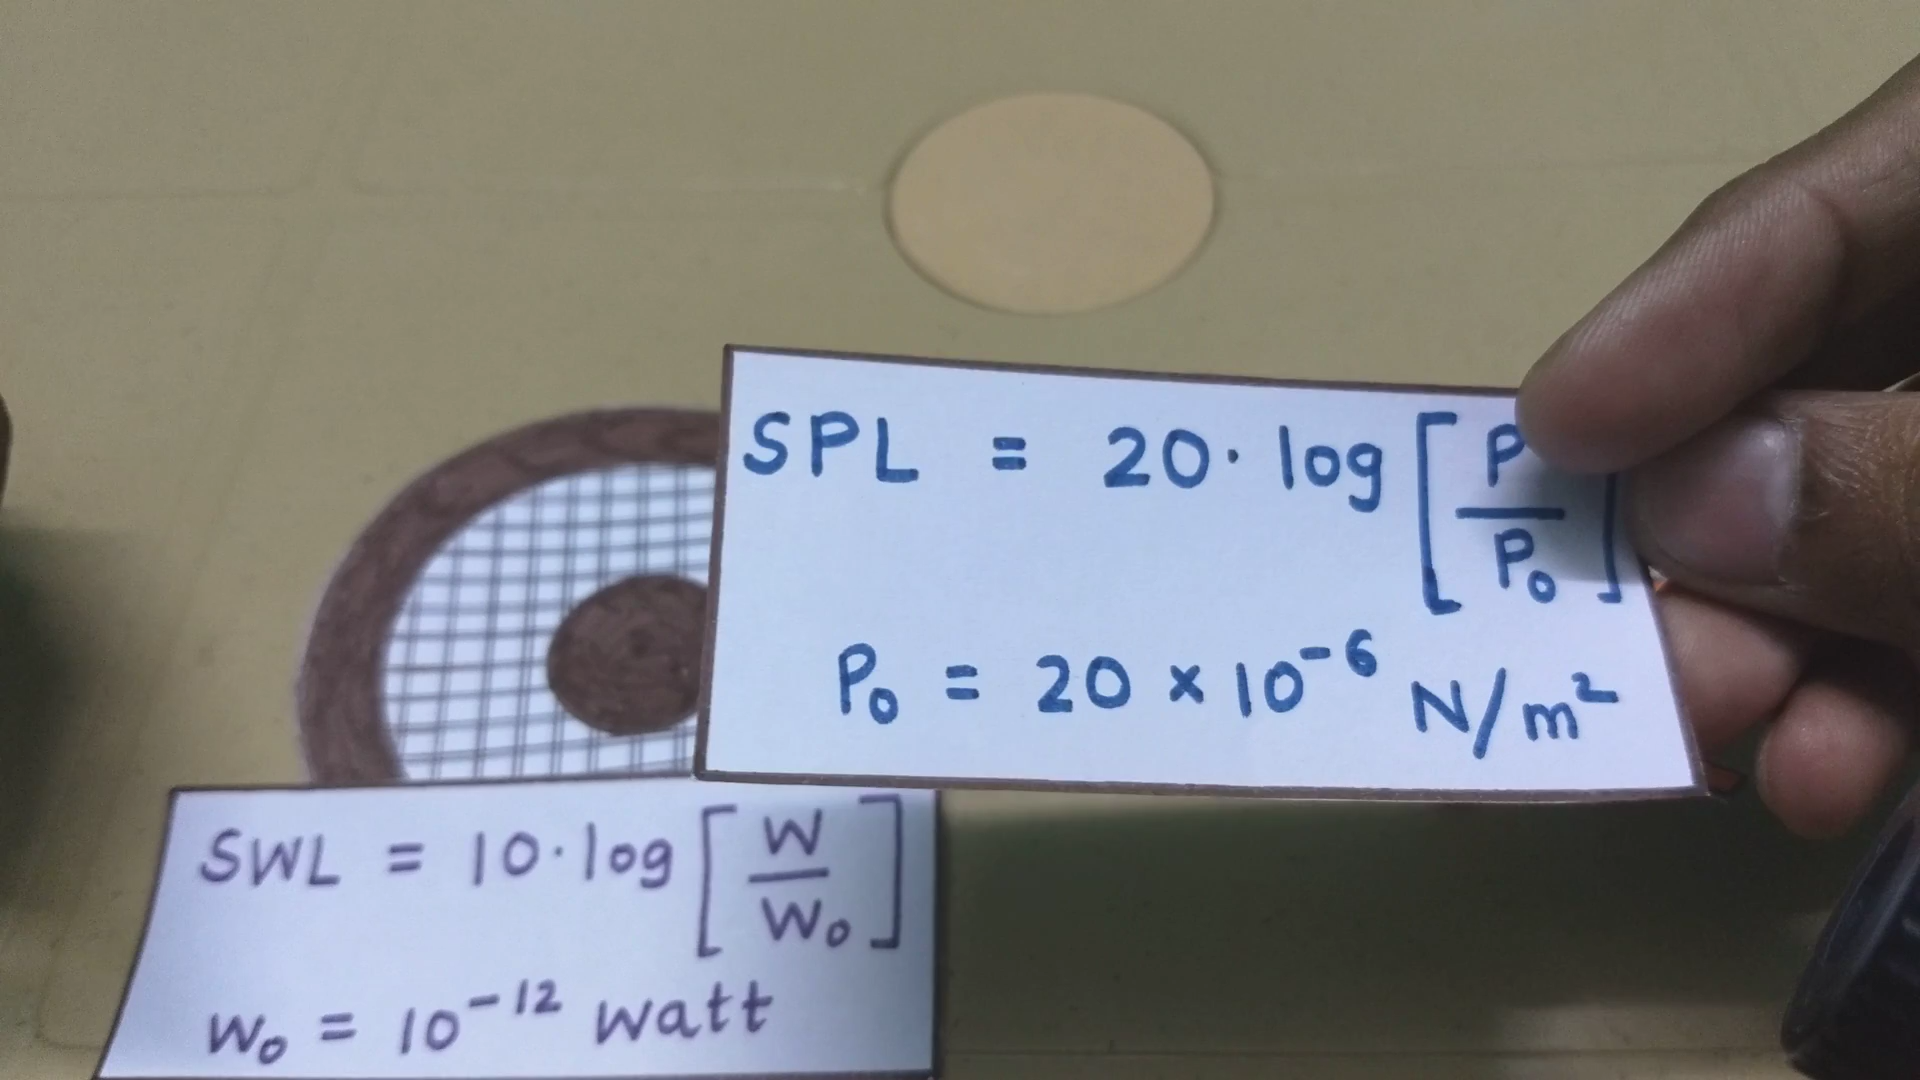 SPL = 20·log [P/P₀]
P₀ = 20 × 10⁻⁶ N/m²
SWL = 10·log [W/W₀]
W₀ = 10⁻¹² watt